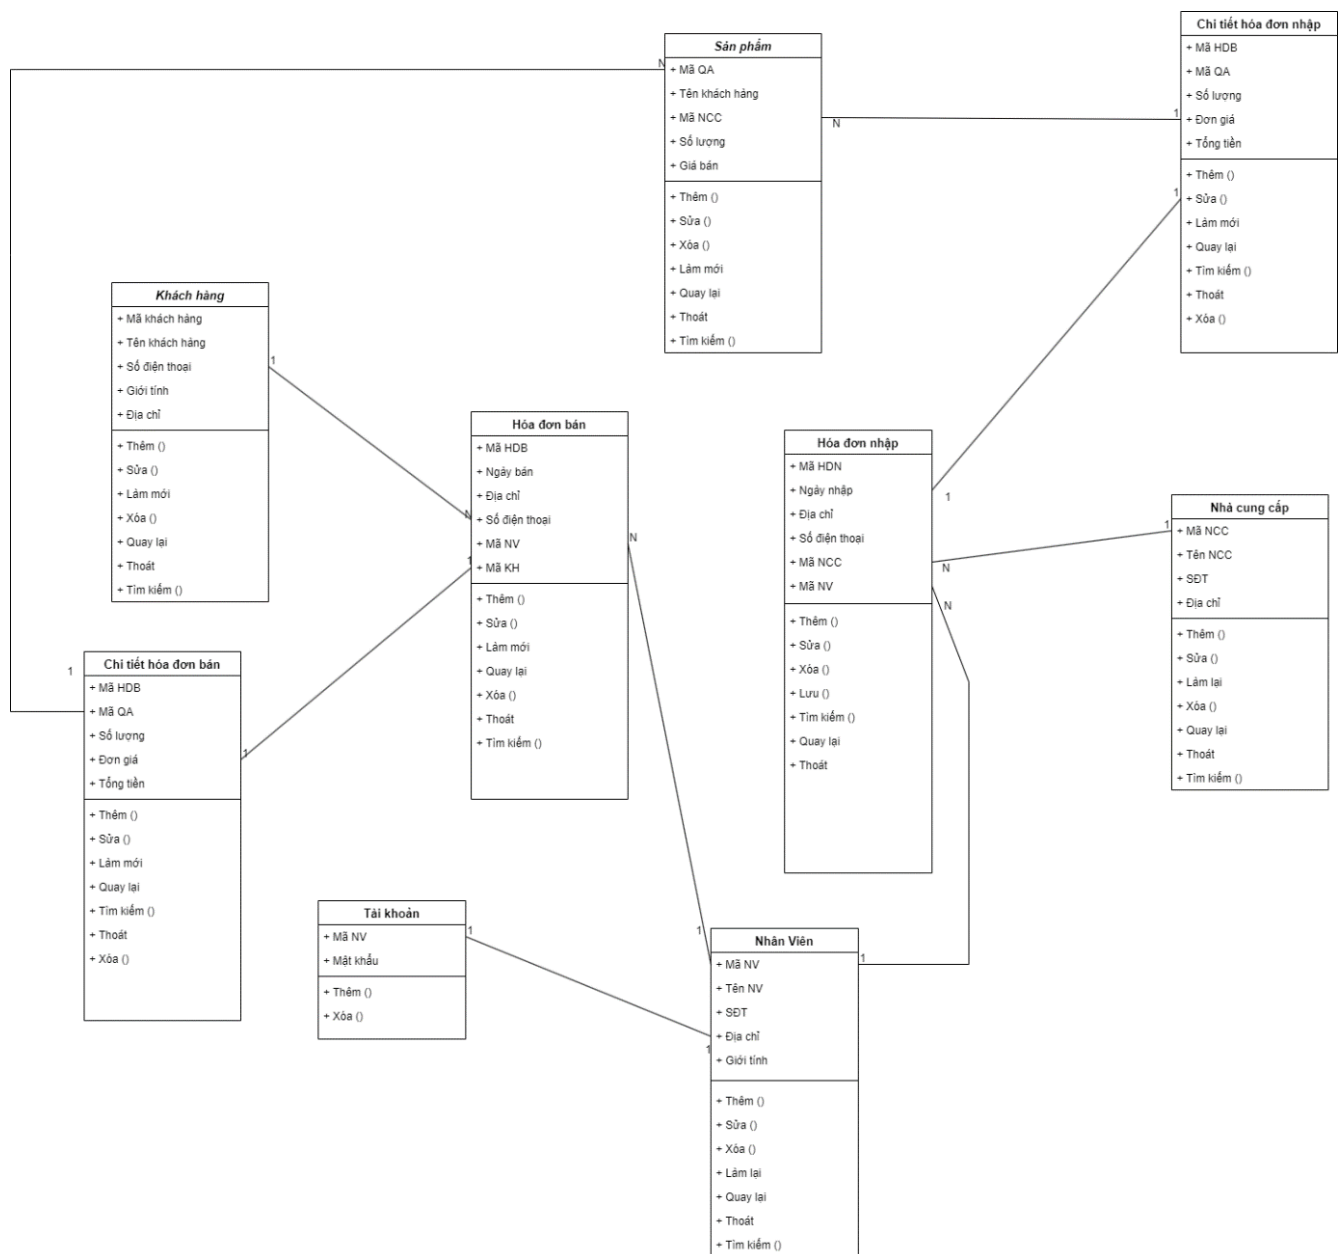 Sản phẩm
+ Mã QA
+ Tên khách hàng
+ Mã NCC
+ Số lượng
+ Giá bán
+ Thêm ()
+ Sửa ()
+ Xóa ()
+ Làm mới
+ Quay lại
+ Thoát
+ Tìm kiếm ()
N
N
Chi tiết hóa đơn nhập
+ Mã HDB
+ Mã QA
+ Số lượng
+ Đơn giá
+ Tổng tiền
+ Thêm ()
+ Sửa ()
+ Làm mới
+ Quay lại
+ Tìm kiếm ()
+ Thoát
+ Xóa ()
1
1
Khách hàng
+ Mã khách hàng
+ Tên khách hàng
+ Số điện thoại
+ Giới tính
+ Địa chỉ
+ Thêm ()
+ Sửa ()
+ Làm mới
+ Xóa ()
+ Quay lại
+ Thoát
+ Tìm kiếm ()
1
Hóa đơn bán
+ Mã HDB
+ Ngày bán
+ Địa chỉ
+ Số điện thoại
+ Mã NV
+ Mã KH
+ Thêm ()
+ Sửa ()
+ Làm mới
+ Quay lại
+ Xóa ()
+ Thoát
+ Tìm kiếm ()
N
1
N
Hóa đơn nhập
+ Mã HDN
+ Ngày nhập
+ Địa chỉ
+ Số điện thoại
+ Mã NCC
+ Mã NV
+ Thêm ()
+ Sửa ()
+ Xóa ()
+ Lưu ()
+ Tìm kiếm ()
+ Quay lại
+ Thoát
1
N
N
Nhà cung cấp
+ Mã NCC
+ Tên NCC
+ SĐT
+ Địa chỉ
+ Thêm ()
+ Sửa ()
+ Làm lại
+ Xóa ()
+ Quay lại
+ Thoát
+ Tìm kiếm ()
1
Chi tiết hóa đơn bán
+ Mã HDB
+ Mã QA
+ Số lượng
+ Đơn giá
+ Tổng tiền
+ Thêm ()
+ Sửa ()
+ Làm mới
+ Quay lại
+ Tìm kiếm ()
+ Thoát
+ Xóa ()
1
1
Tài khoản
+ Mã NV
+ Mật khẩu
+ Thêm ()
+ Xóa ()
1
Nhân Viên
+ Mã NV
+ Tên NV
+ SĐT
+ Địa chỉ
+ Giới tính
+ Thêm ()
+ Sửa ()
+ Xóa ()
+ Làm lại
+ Quay lại
+ Thoát
+ Tìm kiếm ()
1
1
1